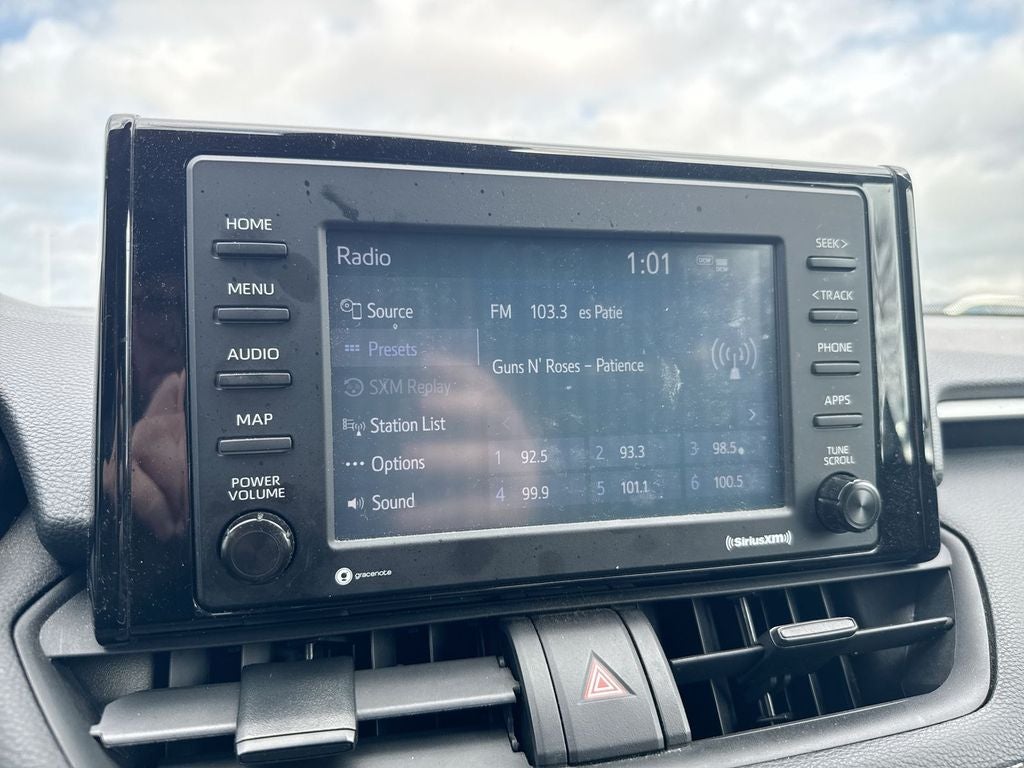 HOME
MENU
AUDIO
MAP
POWER
VOLUME
Radio
1:01
DCM
DCM
Source
Presets
SXM Replay
Station List
Options
Sound
FM 103.3 es Patie
Guns N' Roses – Patience
1 92.5
2 93.3
3 98.5
4 99.9
5 101.1
6 100.5
SEEK >
< TRACK
PHONE
APPS
TUNE
SCROLL
gracenote
((SiriusXM))